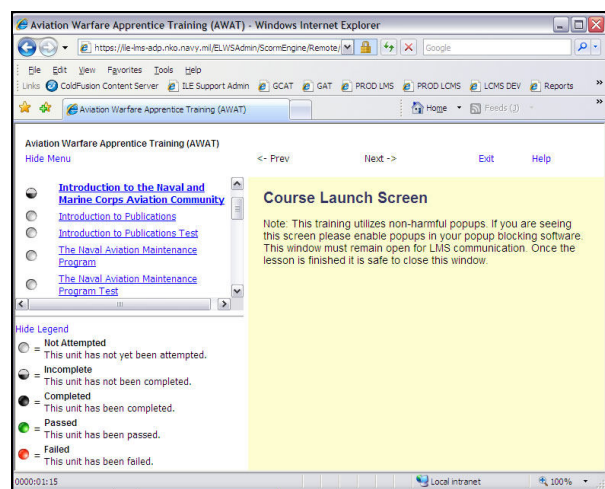 Aviation Warfare Apprentice Training (AWAT) - Windows Internet Explorer
https://ile-lms-adp.nko.navy.mil/ELWSAdmin/ScormEngine/Remote/
Google
File Edit View Favorites Tools Help
Links ColdFusion Content Server ILE Support Admin GCAT GAT PROD LMS PROD LCMS LCMS DEV Reports »
Aviation Warfare Apprentice Training (AWAT)
Home Feeds (J) »
Aviation Warfare Apprentice Training (AWAT)
Hide Menu <- Prev Next -> Exit Help
Introduction to the Naval and
Marine Corps Aviation Community
Introduction to Publications
Introduction to Publications Test
The Naval Aviation Maintenance
Program
The Naval Aviation Maintenance
Program Test
Course Launch Screen
Note: This training utilizes non-harmful popups. If you are seeing
this screen please enable popups in your popup blocking software.
This window must remain open for LMS communication. Once the
lesson is finished it is safe to close this window.
Hide Legend
= Not Attempted
This unit has not yet been attempted.
= Incomplete
This unit has not been completed.
= Completed
This unit has been completed.
= Passed
This unit has been passed.
= Failed
This unit has been failed.
0000:01:15 Local intranet 100%